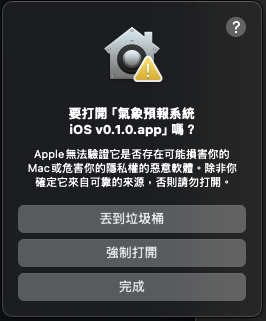 ?
要打開「氣象預報系統
iOS v0.1.0.app」嗎？
Apple無法驗證它是否存在可能損害你的
Mac或危害你的隱私權的惡意軟體。除非你
確定它來自可靠的來源，否則請勿打開。
丟到垃圾桶
強制打開
完成